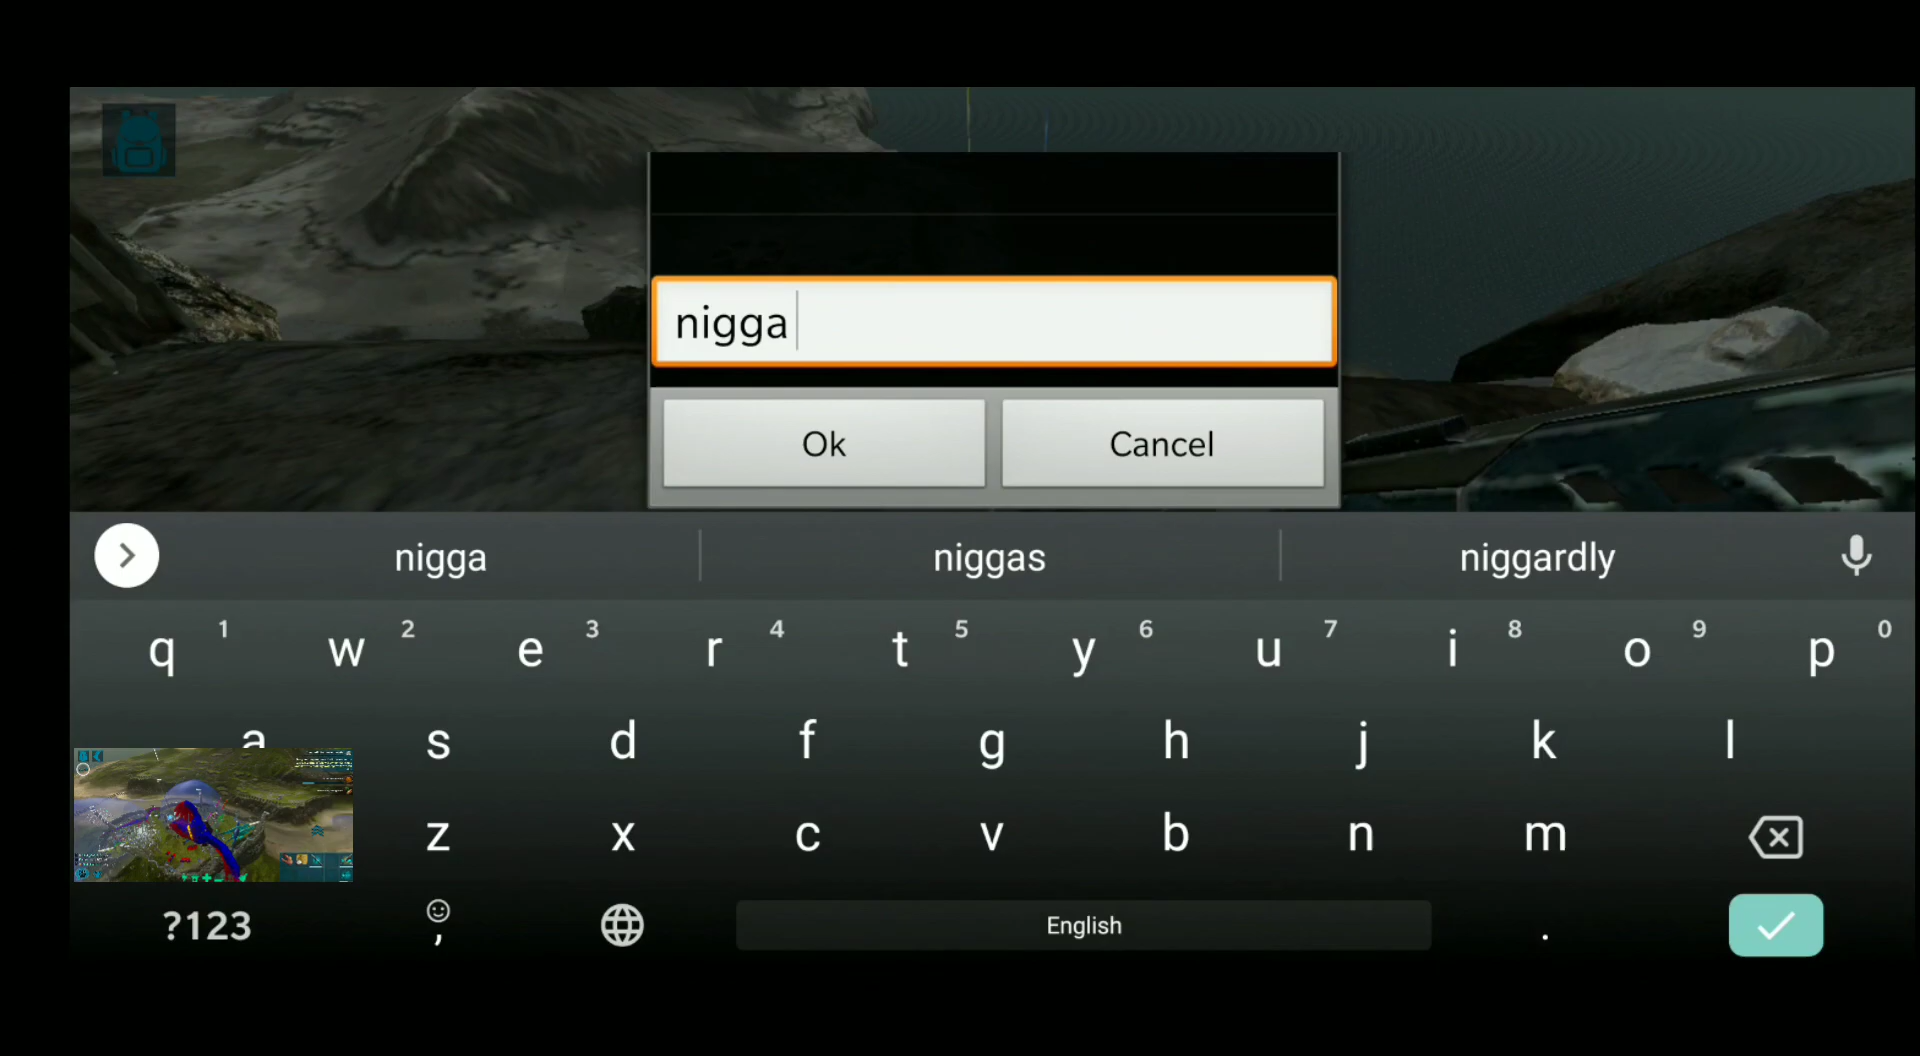 nigga
Ok Cancel
nigga niggas niggardly
q 1 w 2 e 3 r 4 t 5 y 6 u 7 i 8 o 9 p 0
a s d f g h j k l
z x c v b n m
?123 , English .